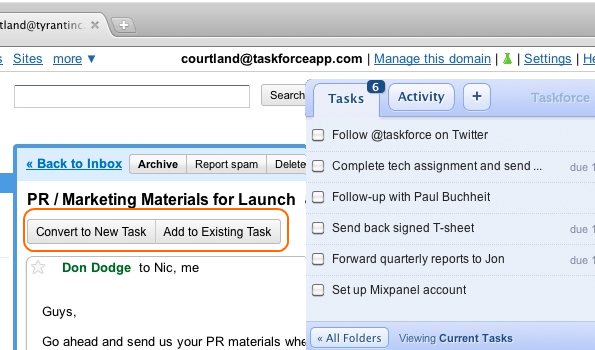 rtland@tyrantinc.
Sites more ▼ courtland@taskforceapp.com | Manage this domain | Settings | He
Search
Tasks 6 Activity + Taskforce
Follow @taskforce on Twitter
Complete tech assignment and send ... due 1
Follow-up with Paul Buchheit
Send back signed T-sheet due 1
Forward quarterly reports to Jon due 1
Set up Mixpanel account
« All Folders Viewing Current Tasks
« Back to Inbox Archive Report spam Delete
PR / Marketing Materials for Launch
Convert to New Task Add to Existing Task
Don Dodge to Nic, me
Guys,
Go ahead and send us your PR materials whe